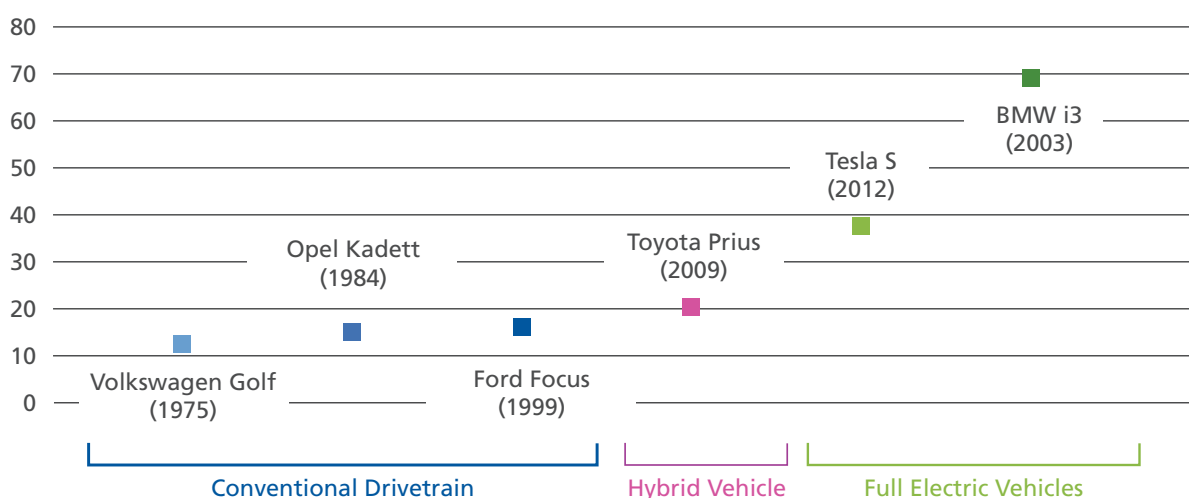 80
70
60
50
40
30
20
10
0
Volkswagen Golf
(1975)
Opel Kadett
(1984)
Ford Focus
(1999)
Toyota Prius
(2009)
Tesla S
(2012)
BMW i3
(2003)
Conventional Drivetrain
Hybrid Vehicle
Full Electric Vehicles